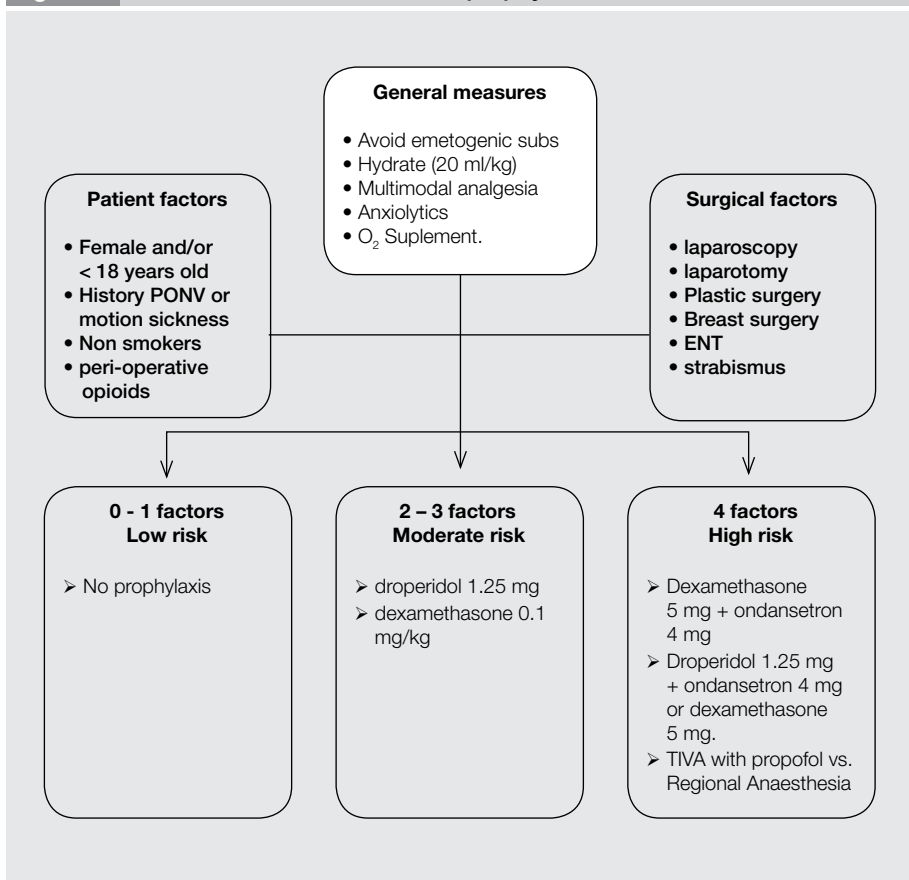 General measures
• Avoid emetogenic subs
• Hydrate (20 ml/kg)
• Multimodal analgesia
• Anxiolytics
• O₂ Suplement.
Patient factors
• Female and/or
< 18 years old
• History PONV or
motion sickness
• Non smokers
• peri-operative
opioids
Surgical factors
• laparoscopy
• laparotomy
• Plastic surgery
• Breast surgery
• ENT
• strabismus
0 - 1 factors
Low risk
➢ No prophylaxis
2 – 3 factors
Moderate risk
➢ droperidol 1.25 mg
➢ dexamethasone 0.1
mg/kg
4 factors
High risk
➢ Dexamethasone
5 mg + ondansetron
4 mg
➢ Droperidol 1.25 mg
+ ondansetron 4 mg
or dexamethasone
5 mg.
➢ TIVA with propofol vs.
Regional Anaesthesia